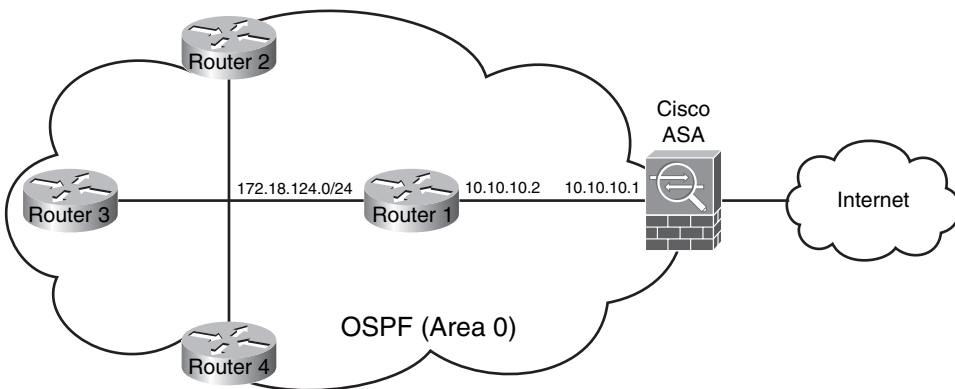 Router 2
Cisco
ASA
172.18.124.0/24
10.10.10.2
10.10.10.1
Router 3
Router 1
Internet
OSPF (Area 0)
Router 4